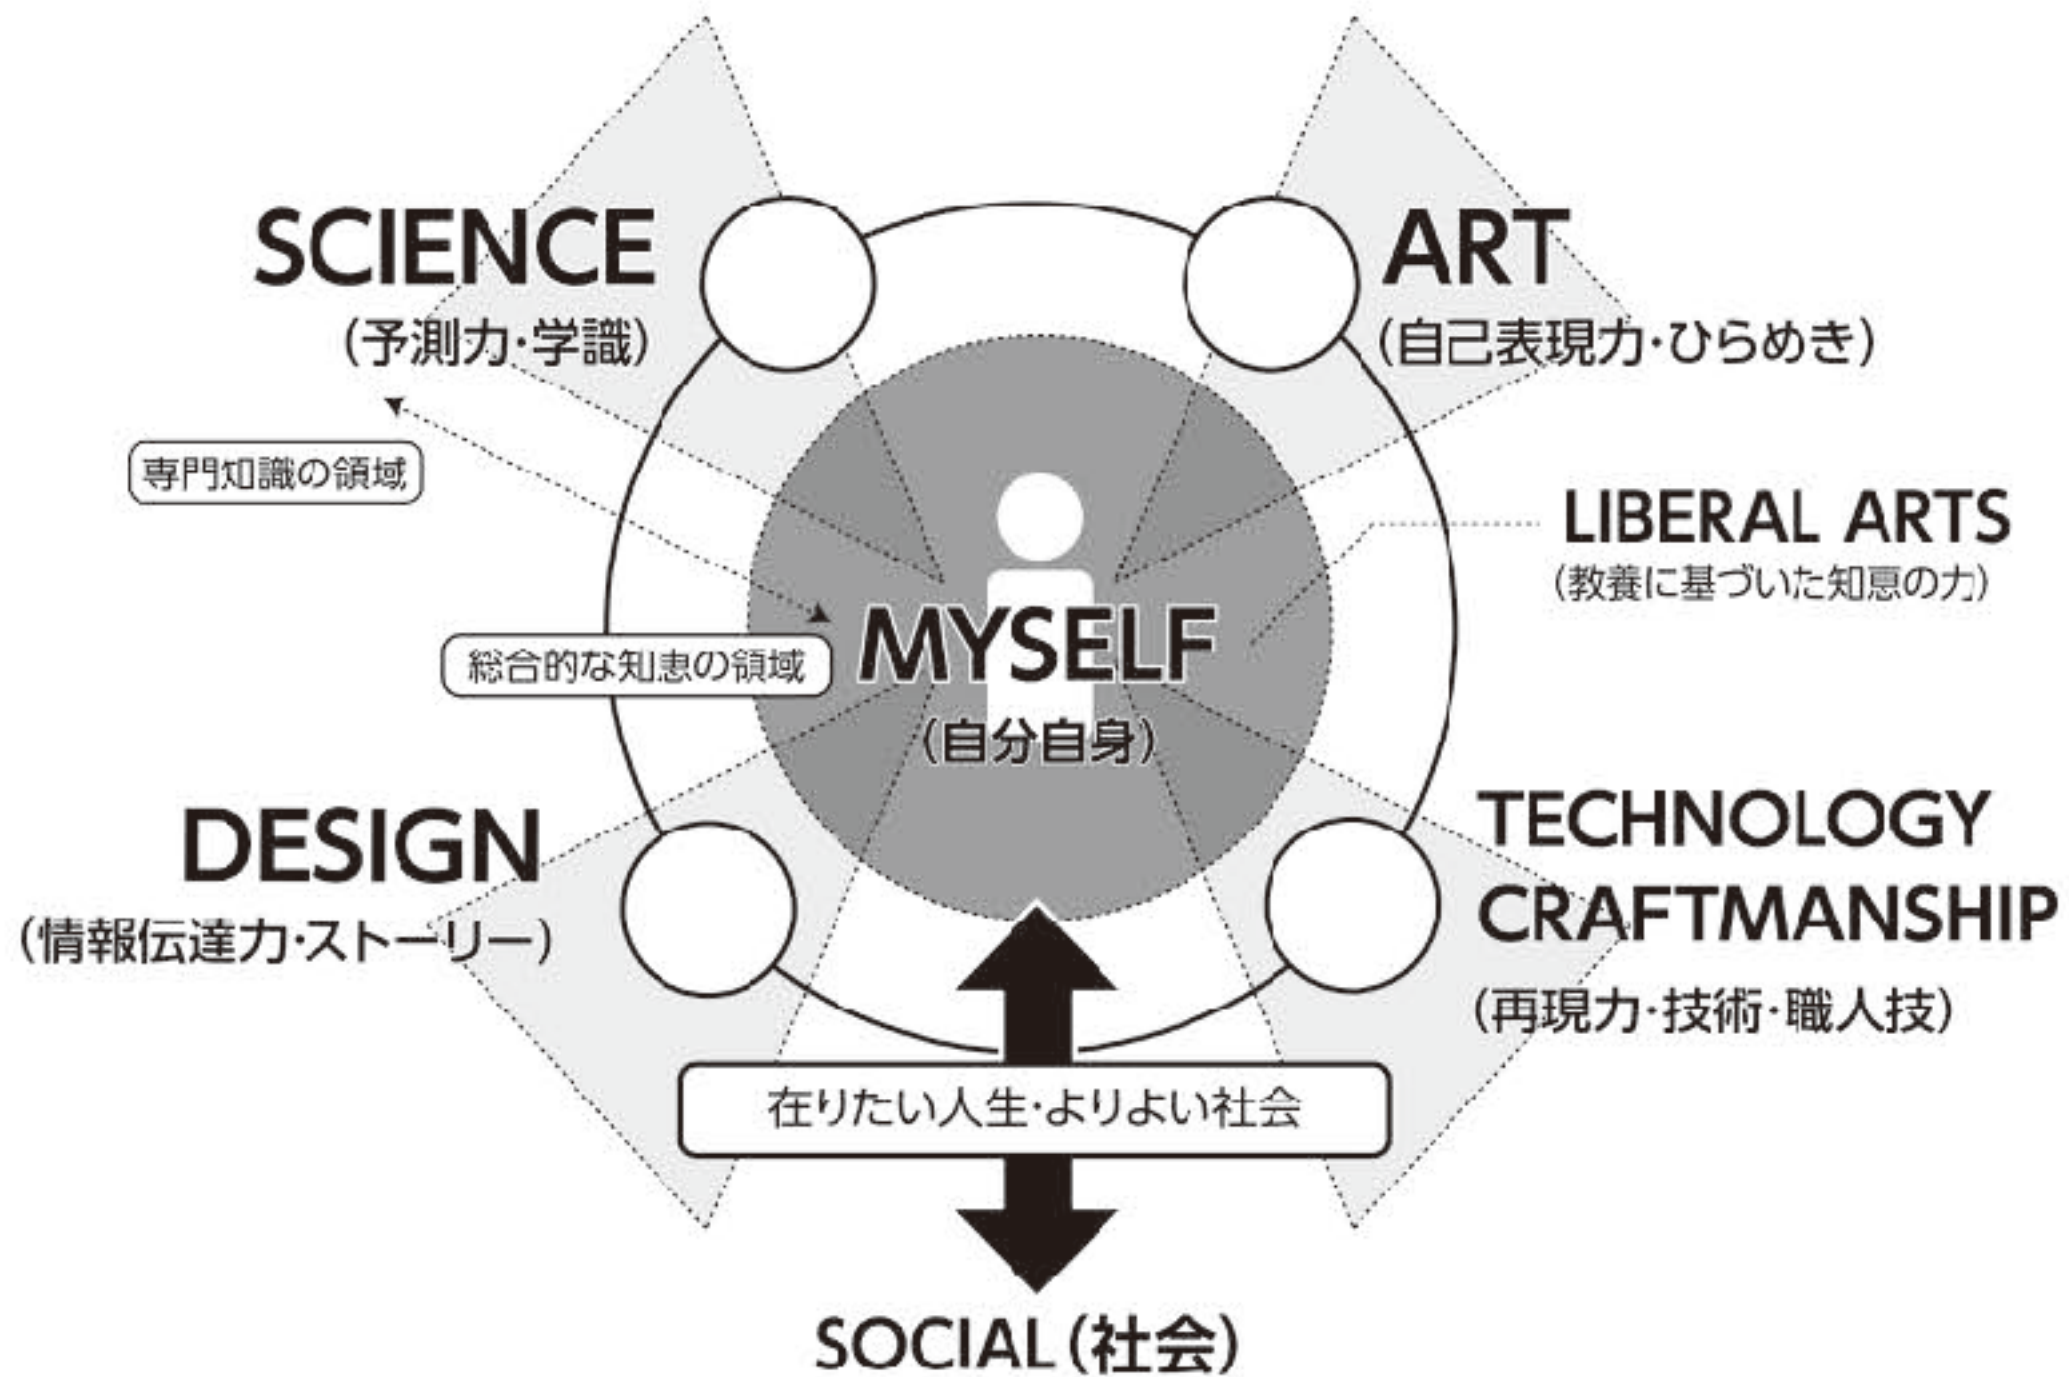 SCIENCE
(予測力・学識)
ART
(自己表現力・ひらめき)
専門知識の領域
LIBERAL ARTS
(教養に基づいた知恵の力)
総合的な知恵の領域
MYSELF
(自分自身)
DESIGN
(情報伝達力・ストーリー)
TECHNOLOGY
CRAFTMANSHIP
(再現力・技術・職人技)
在りたい人生・よりよい社会
SOCIAL(社会)